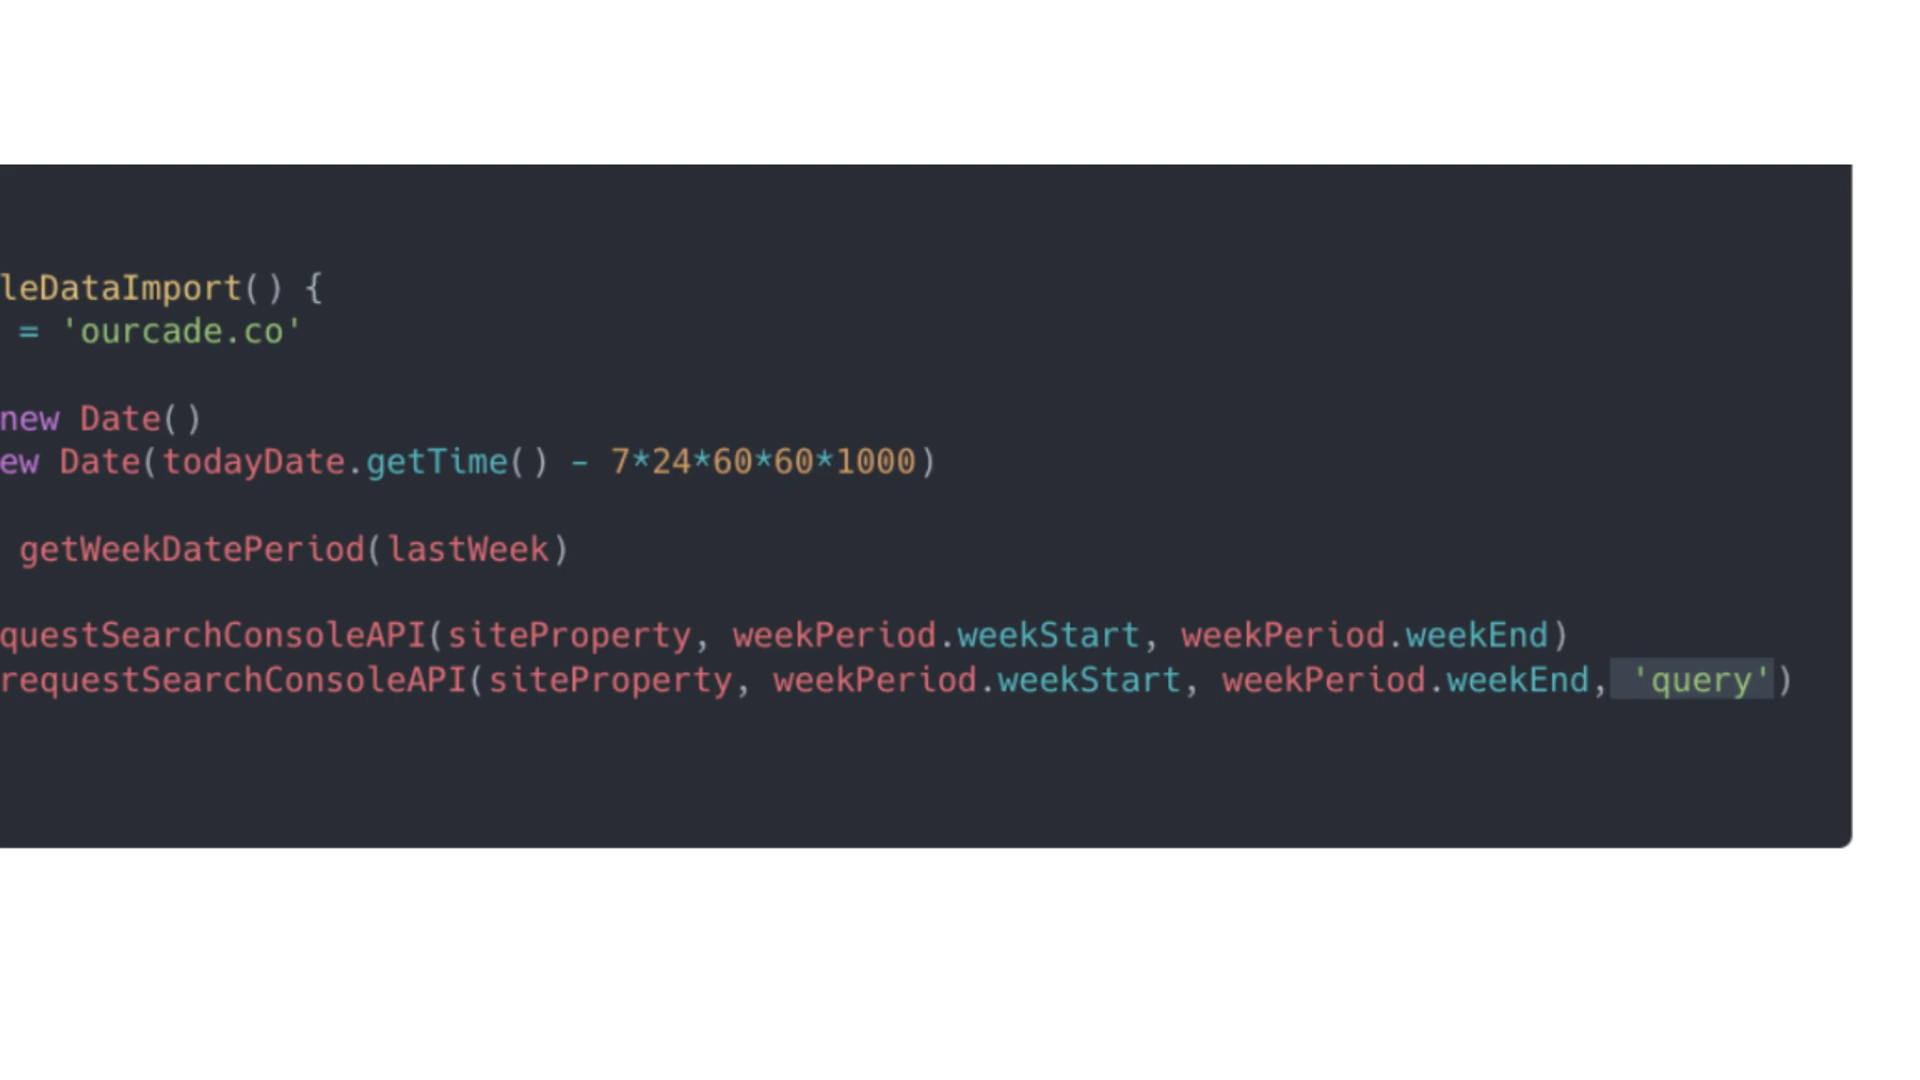 leDataImport() {
= 'ourcade.co'
new Date()
ew Date(todayDate.getTime() - 7*24*60*60*1000)
getWeekDatePeriod(lastWeek)
questSearchConsoleAPI(siteProperty, weekPeriod.weekStart, weekPeriod.weekEnd)
requestSearchConsoleAPI(siteProperty, weekPeriod.weekStart, weekPeriod.weekEnd, 'query')